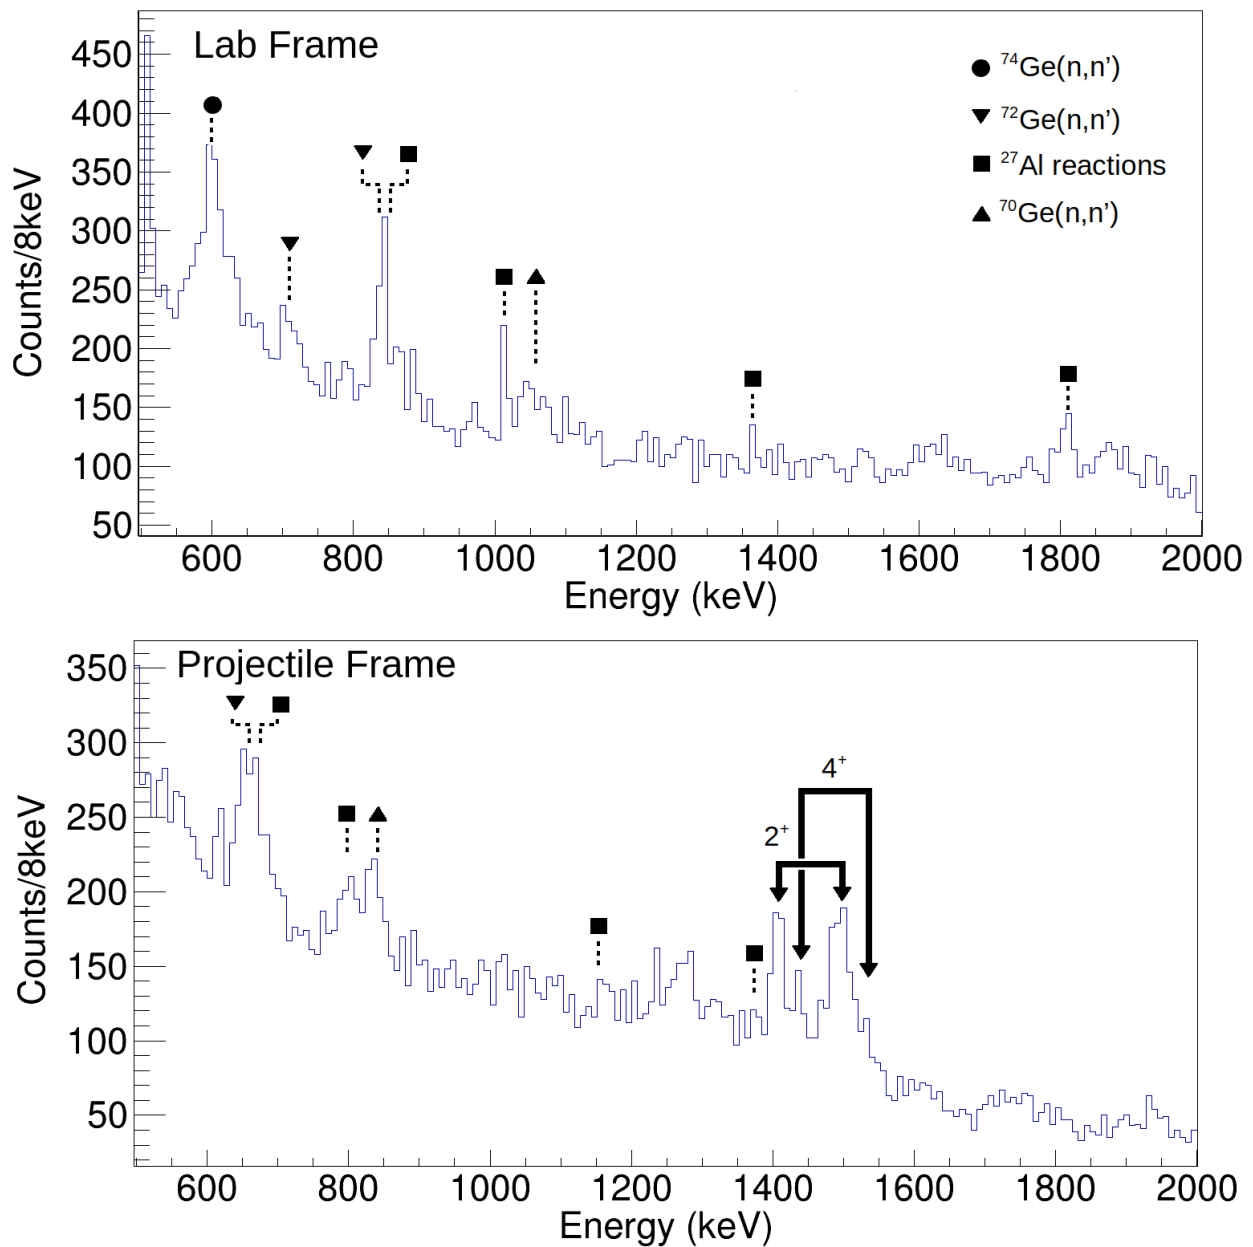 Lab Frame
⁷⁴Ge(n,n’)
⁷²Ge(n,n’)
²⁷Al reactions
⁷⁰Ge(n,n’)
Counts/8keV
450
400
350
300
250
200
150
100
50
600 800 1000 1200 1400 1600 1800 2000
Energy (keV)
Projectile Frame
4⁺
2⁺
Counts/8keV
350
300
250
200
150
100
50
600 800 1000 1200 1400 1600 1800 2000
Energy (keV)